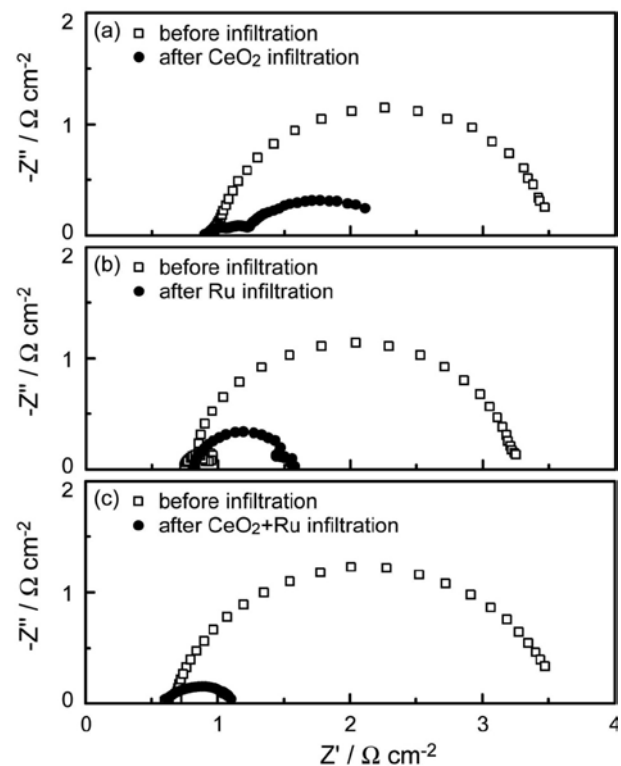 2
(a) □ before infiltration
● after CeO₂ infiltration
-Z" / Ω cm⁻²
1
0
2
(b) □ before infiltration
● after Ru infiltration
-Z" / Ω cm⁻²
1
0
2
(c) □ before infiltration
● after CeO₂+Ru infiltration
-Z" / Ω cm⁻²
1
0
0 1 2 3 4
Z' / Ω cm⁻²